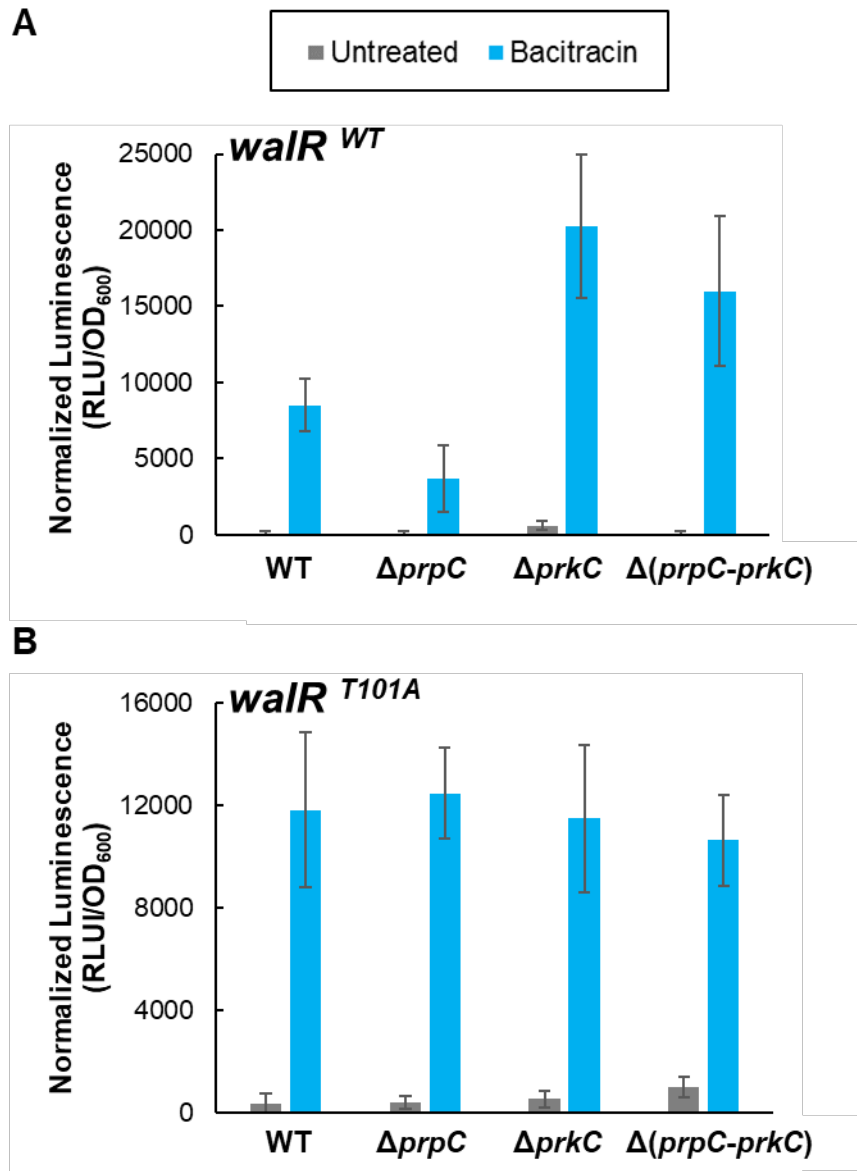 A
Untreated Bacitracin
walR WT
Normalized Luminescence
(RLU/OD600)
25000
20000
15000
10000
5000
0
WT ΔprpC ΔprkC Δ(prpC-prkC)
B
walR T101A
Normalized Luminescence
(RLUI/OD600)
16000
12000
8000
4000
0
WT ΔprpC ΔprkC Δ(prpC-prkC)